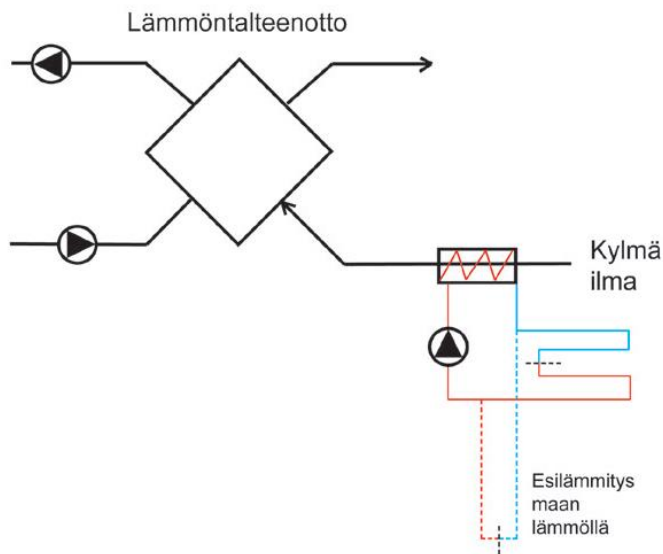 Lämmöntalteenotto
Kylmä
ilma
Esilämmitys
maan
lämmöllä